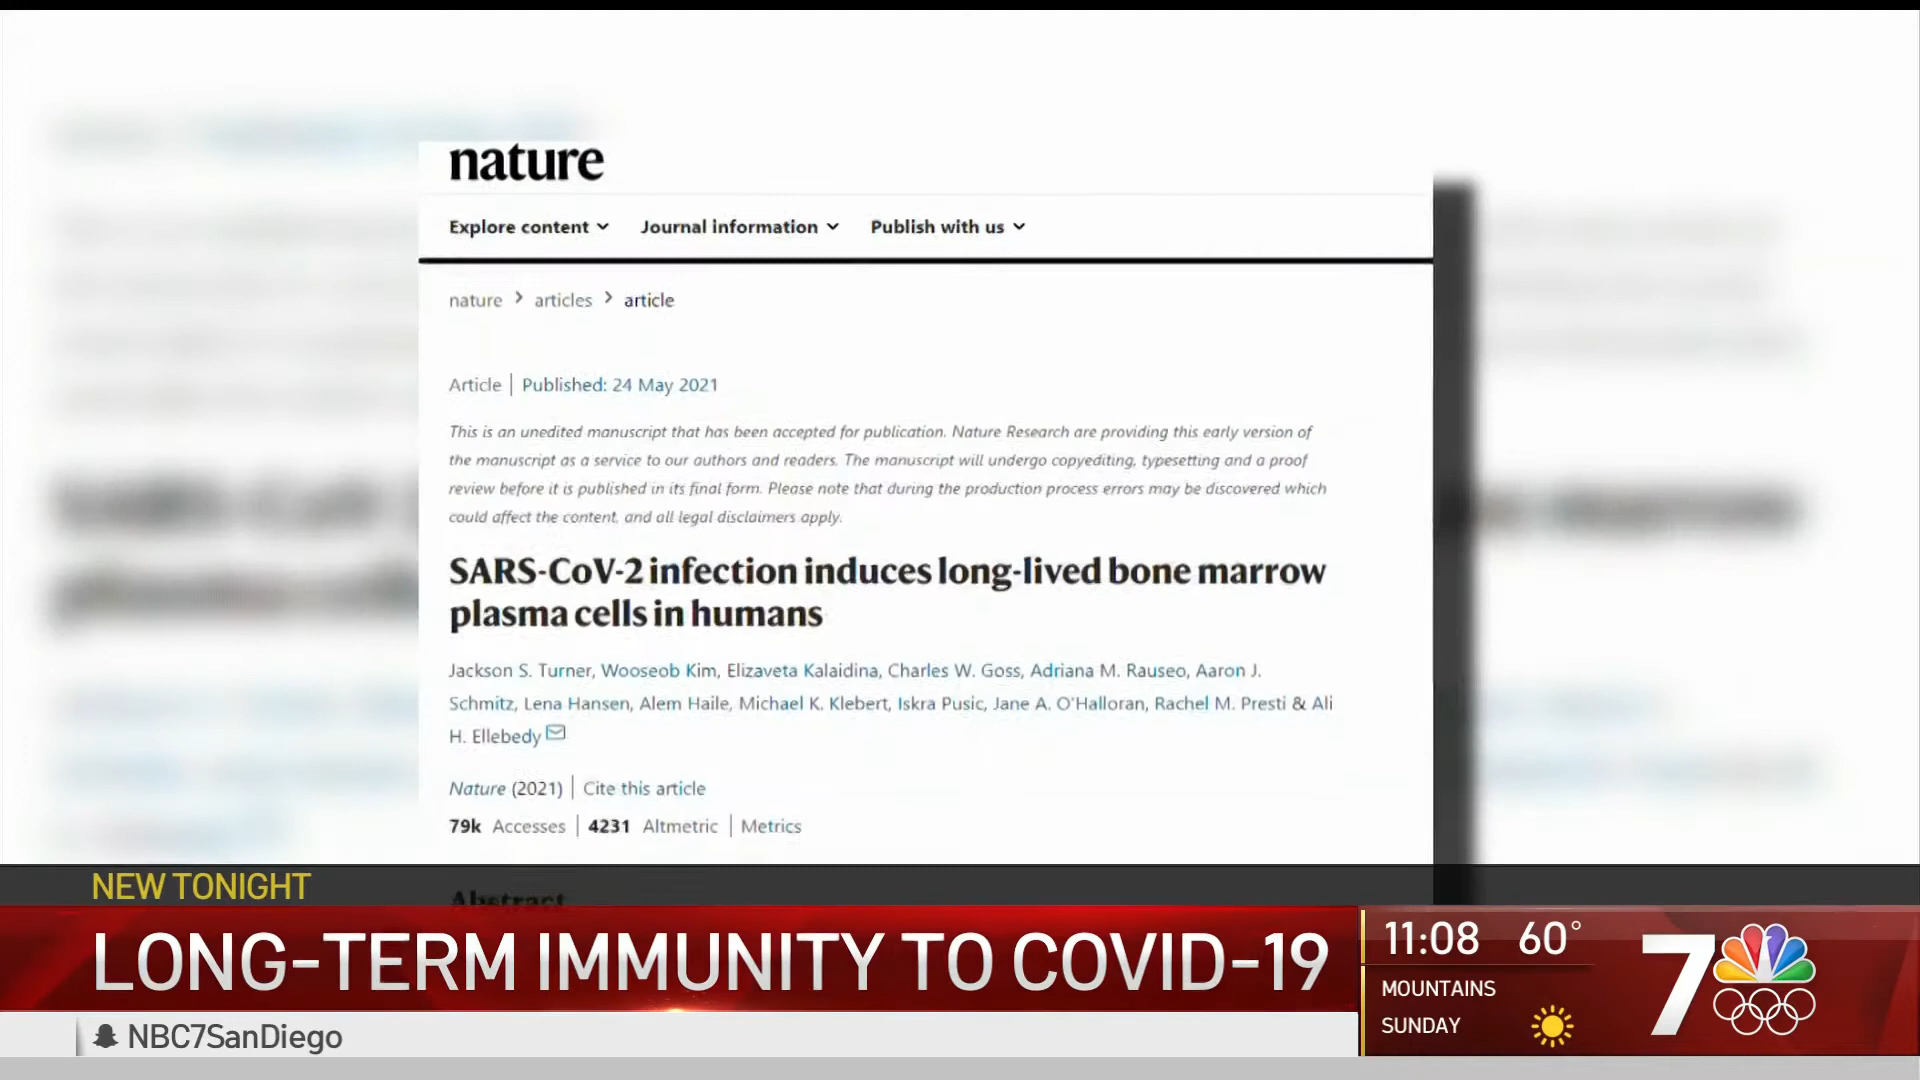 nature
Explore content
Journal information
Publish with us
nature > articles > article
Article | Published: 24 May 2021
This is an unedited manuscript that has been accepted for publication. Nature Research are providing this early version of
the manuscript as a service to our authors and readers. The manuscript will undergo copyediting, typesetting and a proof
review before it is published in its final form. Please note that during the production process errors may be discovered which
could affect the content, and all legal disclaimers apply.
SARS-CoV-2 infection induces long-lived bone marrow
plasma cells in humans
Jackson S. Turner, Wooseob Kim, Elizaveta Kalaidina, Charles W. Goss, Adriana M. Rauseo, Aaron J.
Schmitz, Lena Hansen, Alem Haile, Michael K. Klebert, Iskra Pusic, Jane A. O'Halloran, Rachel M. Presti & Ali
H. Ellebedy
Nature (2021) | Cite this article
79k Accesses | 4231 Altmetric | Metrics
Abstract
NEW TONIGHT
LONG-TERM IMMUNITY TO COVID-19
NBC7SanDiego
11:08 60°
MOUNTAINS
SUNDAY
7